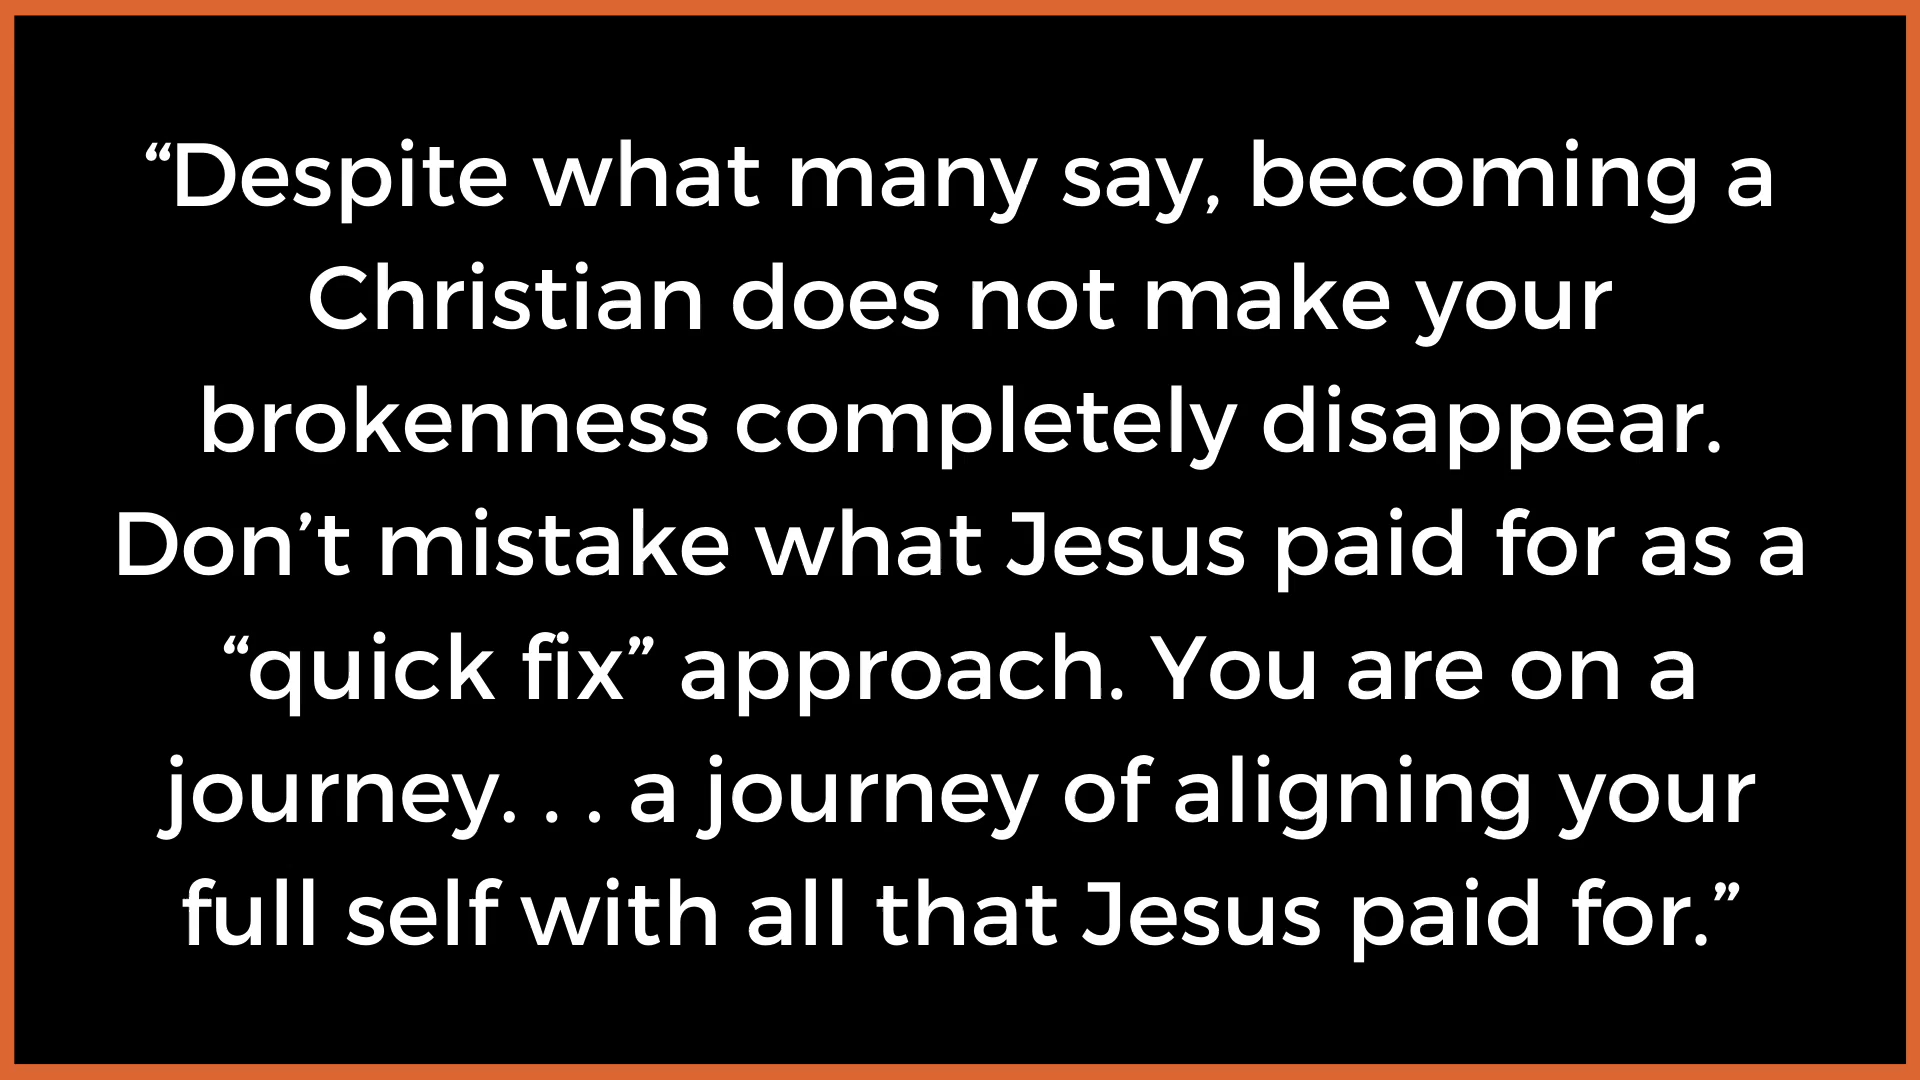 “Despite what many say, becoming a
Christian does not make your
brokenness completely disappear.
Don’t mistake what Jesus paid for as a
“quick fix” approach. You are on a
journey. . . a journey of aligning your
full self with all that Jesus paid for.”